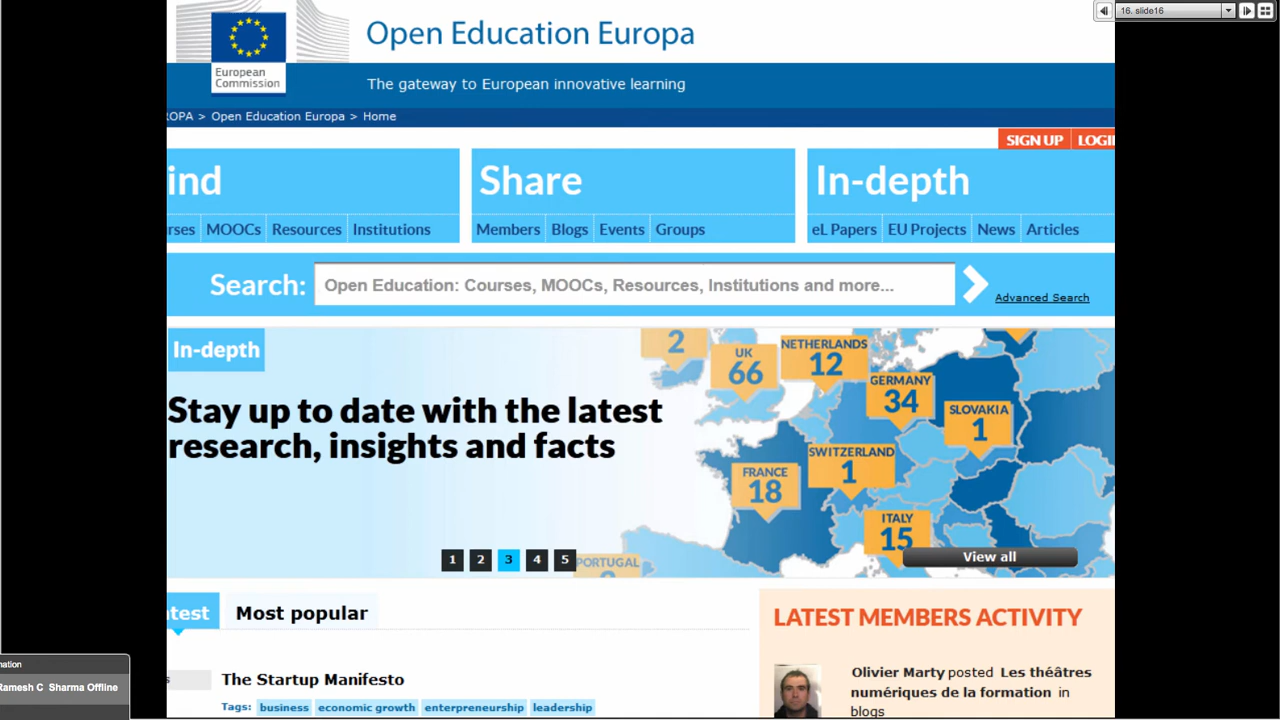 16. slide16
Open Education Europa
European
Commission
The gateway to European innovative learning
ROPA > Open Education Europa > Home
SIGN UP LOGI
ind
Share
In-depth
rses MOOCs Resources Institutions
Members Blogs Events Groups
eL Papers EU Projects News Articles
Search: Open Education: Courses, MOOCs, Resources, Institutions and more...
Advanced Search
In-depth
Stay up to date with the latest
research, insights and facts
2
UK
66
NETHERLANDS
12
GERMANY
34
SLOVAKIA
1
SWITZERLAND
1
FRANCE
18
ITALY
15
PORTUGAL
View all
1 2 3 4 5
atest Most popular
LATEST MEMBERS ACTIVITY
The Startup Manifesto
Tags: business economic growth enterpreneurship leadership
Olivier Marty posted Les théâtres
numériques de la formation in
blogs
mation
Ramesh C Sharma Offline